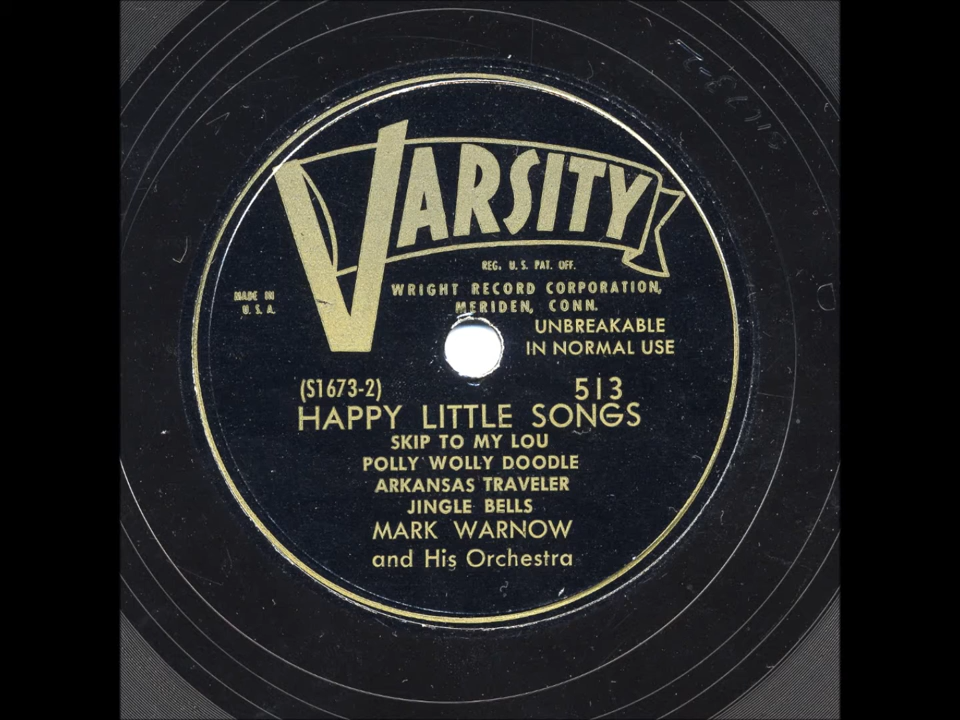 VARSITY
REG. U.S. PAT. OFF.
WRIGHT RECORD CORPORATION,
MERIDEN, CONN.
MADE IN
U.S.A.
UNBREAKABLE
IN NORMAL USE
(S1673-2) 513
HAPPY LITTLE SONGS
SKIP TO MY LOU
POLLY WOLLY DOODLE
ARKANSAS TRAVELER
JINGLE BELLS
MARK WARNOW
and His Orchestra